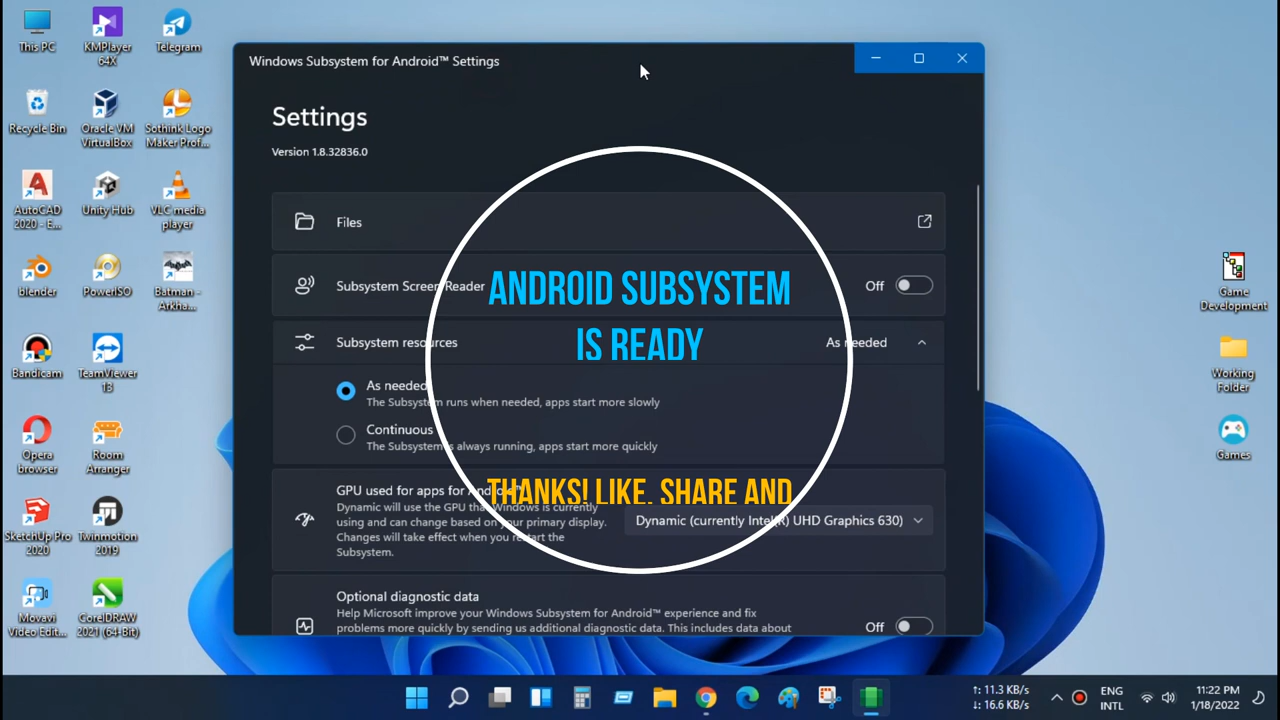 This PC
KMPlayer
64X
Telegram
Recycle Bin
Oracle VM
VirtualBox
Sothink Logo
Maker Prof...
AutoCAD
2020 - E...
Unity Hub
VLC media
player
blender
PowerISO
Batman -
Arkha...
Bandicam
TeamViewer
13
Opera
browser
Room
Arranger
SketchUp Pro
2020
Twinmotion
2019
Movavi
Video Edit...
CorelDRAW
2021 (64-Bit)
Windows Subsystem for Android™ Settings
Settings
Version 1.8.32836.0
Files
Subsystem Screen Reader
Off
ANDROID SUBSYSTEM
IS READY
Subsystem resources
As needed
As needed
The Subsystem runs when needed, apps start more slowly
Continuous
The Subsystem is always running, apps start more quickly
THANKS! LIKE, SHARE AND
GPU used for apps for Android™
Dynamic will use the GPU that Windows is currently
using and can change based on your primary display.
Changes will take effect when you restart the
Subsystem.
Dynamic (currently Intel(R) UHD Graphics 630)
Optional diagnostic data
Help Microsoft improve your Windows Subsystem for Android™ experience and fix
problems more quickly by sending us additional diagnostic data. This includes data about
Off
Game
Development
Working
Folder
Games
↑: 11.3 KB/s
↓: 16.6 KB/s
ENG
INTL
11:22 PM
1/18/2022